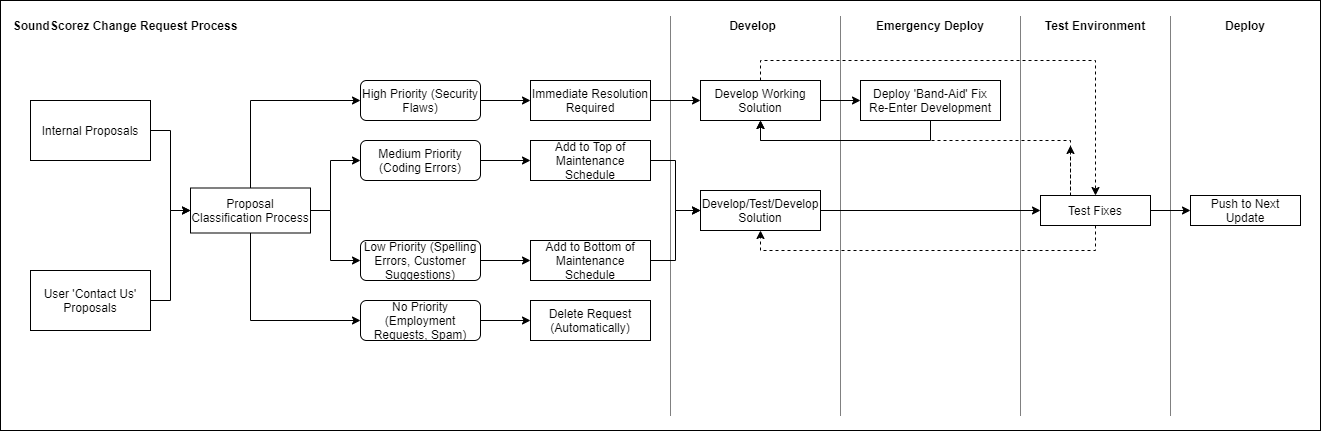 SoundScorez Change Request Process
Develop
Emergency Deploy
Test Environment
Deploy
Internal Proposals
User 'Contact Us'
Proposals
Proposal
Classification Process
High Priority (Security
Flaws)
Immediate Resolution
Required
Develop Working
Solution
Deploy 'Band-Aid' Fix
Re-Enter Development
Medium Priority
(Coding Errors)
Add to Top of
Maintenance
Schedule
Develop/Test/Develop
Solution
Test Fixes
Push to Next
Update
Low Priority (Spelling
Errors, Customer
Suggestions)
Add to Bottom of
Maintenance
Schedule
No Priority
(Employment
Requests, Spam)
Delete Request
(Automatically)